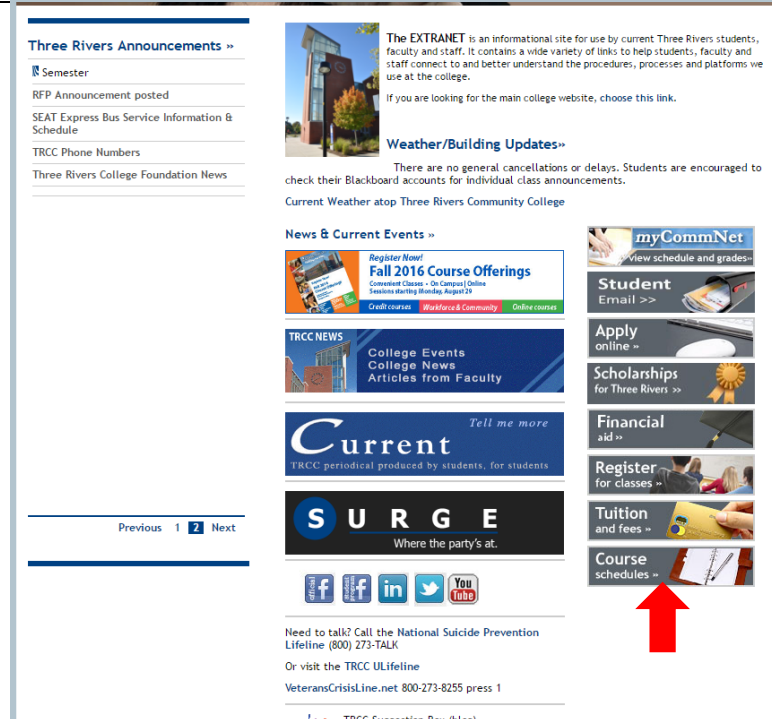 Three Rivers Announcements »
Semester
RFP Announcement posted
SEAT Express Bus Service Information &
Schedule
TRCC Phone Numbers
Three Rivers College Foundation News
Previous 1 2 Next
The EXTRANET is an informational site for use by current Three Rivers students,
faculty and staff. It contains a wide variety of links to help students, faculty and
staff connect to and better understand the procedures, processes and platforms we
use at the college.
If you are looking for the main college website, choose this link.
Weather/Building Updates»
There are no general cancellations or delays. Students are encouraged to
check their Blackboard accounts for individual class announcements.
Current Weather atop Three Rivers Community College
News & Current Events »
Register Now!
Fall 2016 Course Offerings
Convenient Classes • On Campus | Online
Sessions starting Monday, August 29
Credit courses Workforce & Community Online courses
TRCC NEWS
College Events
College News
Articles from Faculty
Tell me more
Current
TRCC periodical produced by students, for students
SURGE
Where the party's at.
official f student program f in You Tube
Need to talk? Call the National Suicide Prevention
Lifeline (800) 273-TALK
Or visit the TRCC ULifeline
VeteransCrisisLine.net 800-273-8255 press 1
myCommNet
view schedule and grades»
Student
Email >>
Apply
online »
Scholarships
for Three Rivers »
Financial
aid »
Register
for classes »
Tuition
and fees »
Course
schedules »